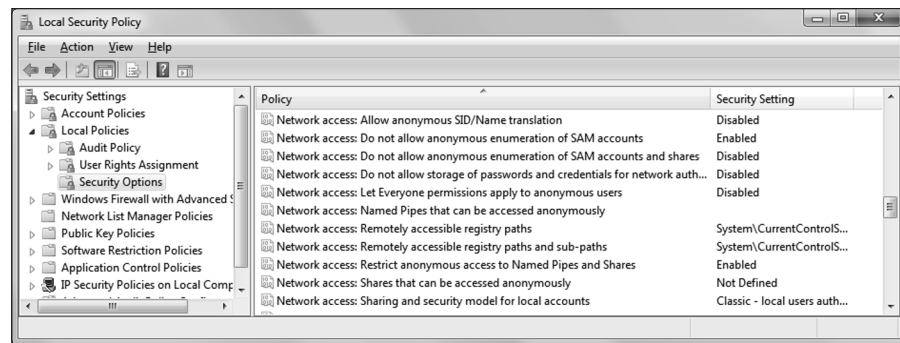 Local Security Policy
File Action View Help
Security Settings
Account Policies
Local Policies
Audit Policy
User Rights Assignment
Security Options
Windows Firewall with Advanced S
Network List Manager Policies
Public Key Policies
Software Restriction Policies
Application Control Policies
IP Security Policies on Local Comp
Policy Security Setting
Network access: Allow anonymous SID/Name translation Disabled
Network access: Do not allow anonymous enumeration of SAM accounts Enabled
Network access: Do not allow anonymous enumeration of SAM accounts and shares Disabled
Network access: Do not allow storage of passwords and credentials for network auth... Disabled
Network access: Let Everyone permissions apply to anonymous users Disabled
Network access: Named Pipes that can be accessed anonymously
Network access: Remotely accessible registry paths System\CurrentControlS...
Network access: Remotely accessible registry paths and sub-paths System\CurrentControlS...
Network access: Restrict anonymous access to Named Pipes and Shares Enabled
Network access: Shares that can be accessed anonymously Not Defined
Network access: Sharing and security model for local accounts Classic - local users auth...